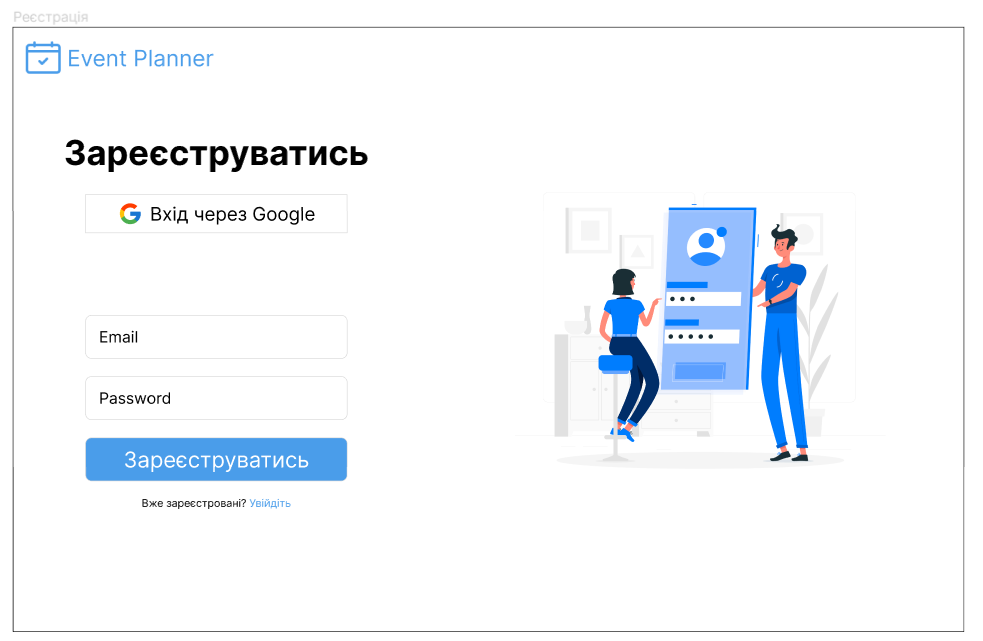 Реєстрація
Event Planner
Зареєструватись
Вхід через Google
Email
Password
Зареєструватись
Вже зареєстровані? Увійдіть